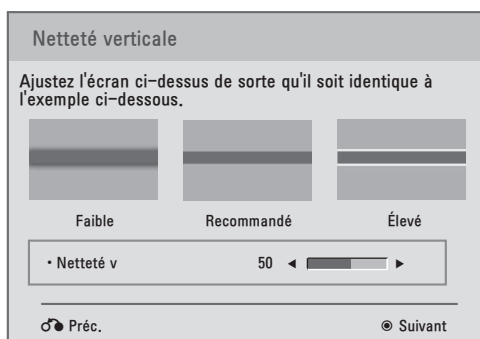 Netteté verticale
Ajustez l'écran ci-dessus de sorte qu'il soit identique à
l'exemple ci-dessous.
Faible Recommandé Élevé
• Netteté v 50 ◄ ►
Préc. ◉ Suivant